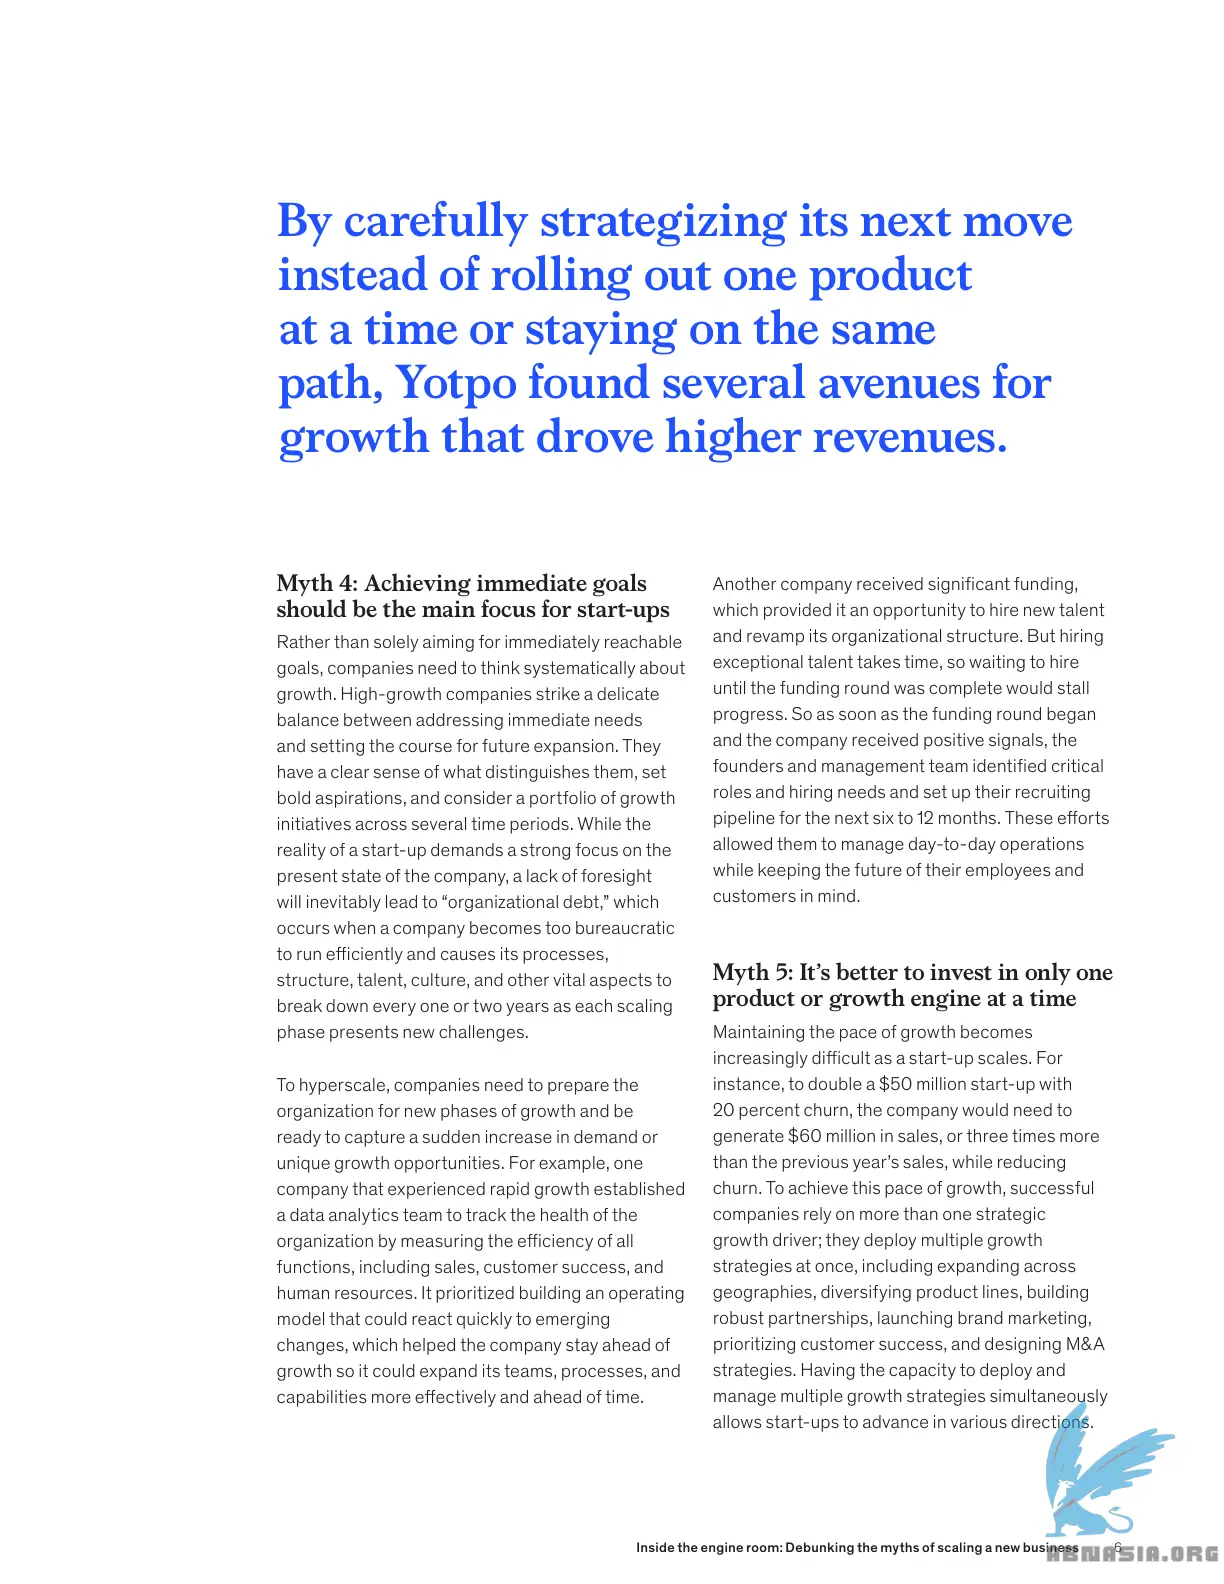 By carefully strategizing its next move
instead of rolling out one product
at a time or staying on the same
path, Yotpo found several avenues for
growth that drove higher revenues.
Myth 4: Achieving immediate goals
should be the main focus for start-ups
Rather than solely aiming for immediately reachable
goals, companies need to think systematically about
growth. High-growth companies strike a delicate
balance between addressing immediate needs
and setting the course for future expansion. They
have a clear sense of what distinguishes them, set
bold aspirations, and consider a portfolio of growth
initiatives across several time periods. While the
reality of a start-up demands a strong focus on the
present state of the company, a lack of foresight
will inevitably lead to “organizational debt,” which
occurs when a company becomes too bureaucratic
to run efficiently and causes its processes,
structure, talent, culture, and other vital aspects to
break down every one or two years as each scaling
phase presents new challenges.
To hyperscale, companies need to prepare the
organization for new phases of growth and be
ready to capture a sudden increase in demand or
unique growth opportunities. For example, one
company that experienced rapid growth established
a data analytics team to track the health of the
organization by measuring the efficiency of all
functions, including sales, customer success, and
human resources. It prioritized building an operating
model that could react quickly to emerging
changes, which helped the company stay ahead of
growth so it could expand its teams, processes, and
capabilities more effectively and ahead of time.
Another company received significant funding,
which provided it an opportunity to hire new talent
and revamp its organizational structure. But hiring
exceptional talent takes time, so waiting to hire
until the funding round was complete would stall
progress. So as soon as the funding round began
and the company received positive signals, the
founders and management team identified critical
roles and hiring needs and set up their recruiting
pipeline for the next six to 12 months. These efforts
allowed them to manage day-to-day operations
while keeping the future of their employees and
customers in mind.
Myth 5: It’s better to invest in only one
product or growth engine at a time
Maintaining the pace of growth becomes
increasingly difficult as a start-up scales. For
instance, to double a $50 million start-up with
20 percent churn, the company would need to
generate $60 million in sales, or three times more
than the previous year’s sales, while reducing
churn. To achieve this pace of growth, successful
companies rely on more than one strategic
growth driver; they deploy multiple growth
strategies at once, including expanding across
geographies, diversifying product lines, building
robust partnerships, launching brand marketing,
prioritizing customer success, and designing M&A
strategies. Having the capacity to deploy and
manage multiple growth strategies simultaneously
allows start-ups to advance in various directions.
Inside the engine room: Debunking the myths of scaling a new business 6
ABNASIA.ORG